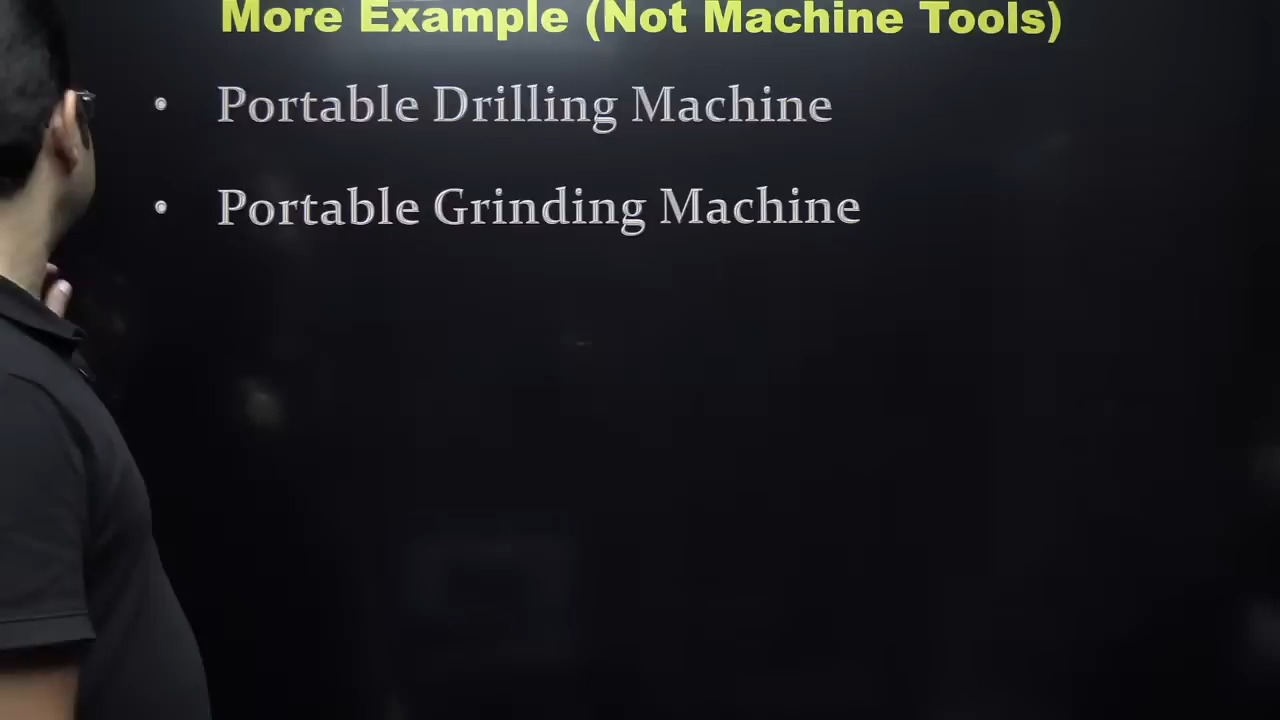 More Example (Not Machine Tools)
• Portable Drilling Machine
• Portable Grinding Machine